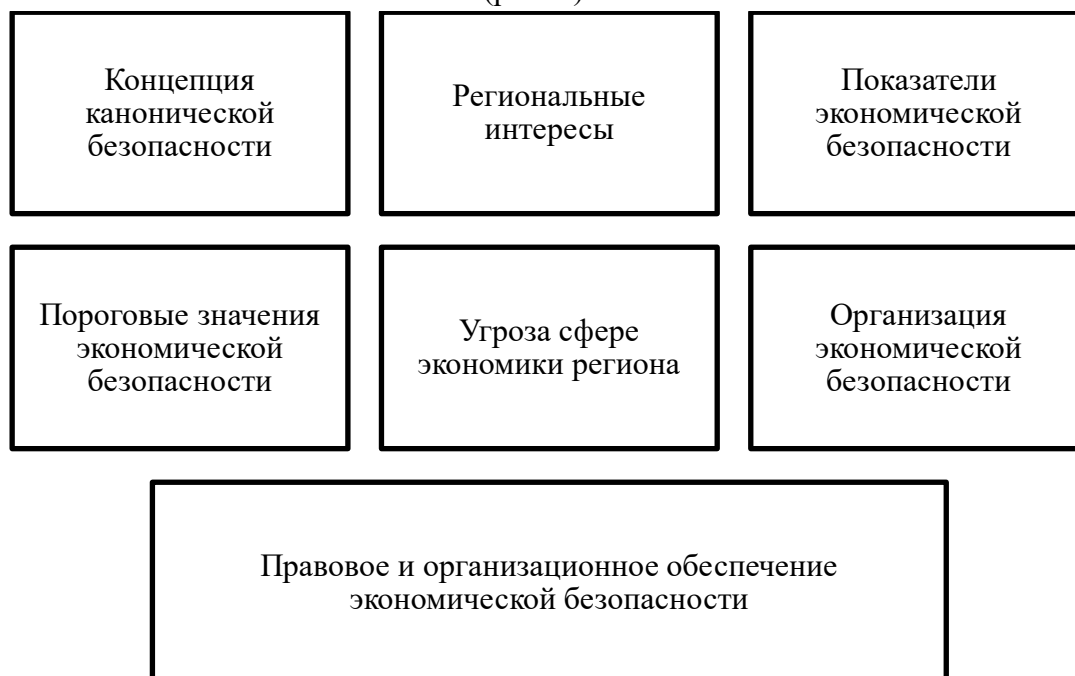 Концепция
канонической
безопасности
Региональные
интересы
Показатели
экономической
безопасности
Пороговые значения
экономической
безопасности
Угроза сфере
экономики региона
Организация
экономической
безопасности
Правовое и организационное обеспечение
экономической безопасности